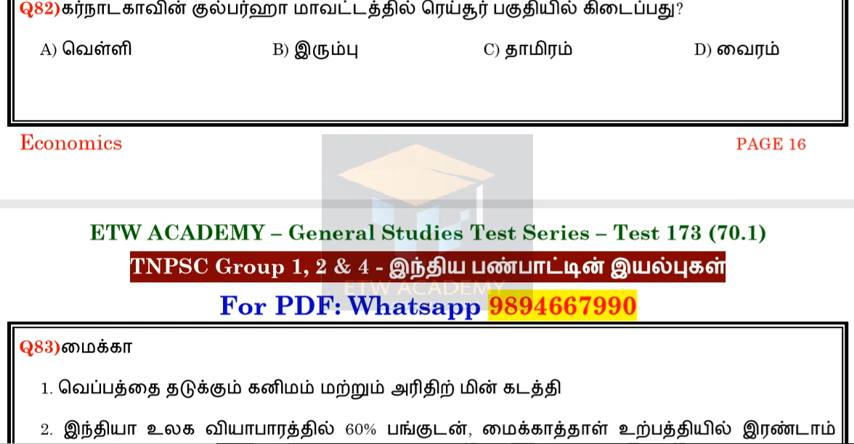 Q82)கர்நாடகாவின் குல்பர்ஹா மாவட்டத்தில் ரெய்சூர் பகுதியில் கிடைப்பது?
A) வெள்ளி B) இரும்பு C) தாமிரம் D) வைரம்
Economics PAGE 16
ETW ACADEMY – General Studies Test Series – Test 173 (70.1)
TNPSC Group 1, 2 & 4 - இந்திய பண்பாட்டின் இயல்புகள்
ETW ACADEMY
For PDF: Whatsapp 9894667990
Q83)மைக்கா
1. வெப்பத்தை தடுக்கும் கனிமம் மற்றும் அரிதிற் மின் கடத்தி
2. இந்தியா உலக வியாபாரத்தில் 60% பங்குடன், மைக்காத்தாள் உற்பத்தியில் இரண்டாம்